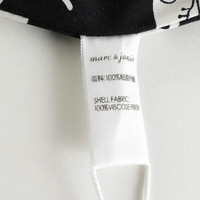 marc & janie
面料:100%粘胶纤维
SHELL FABRIC:
100%VISCOSE FIBER